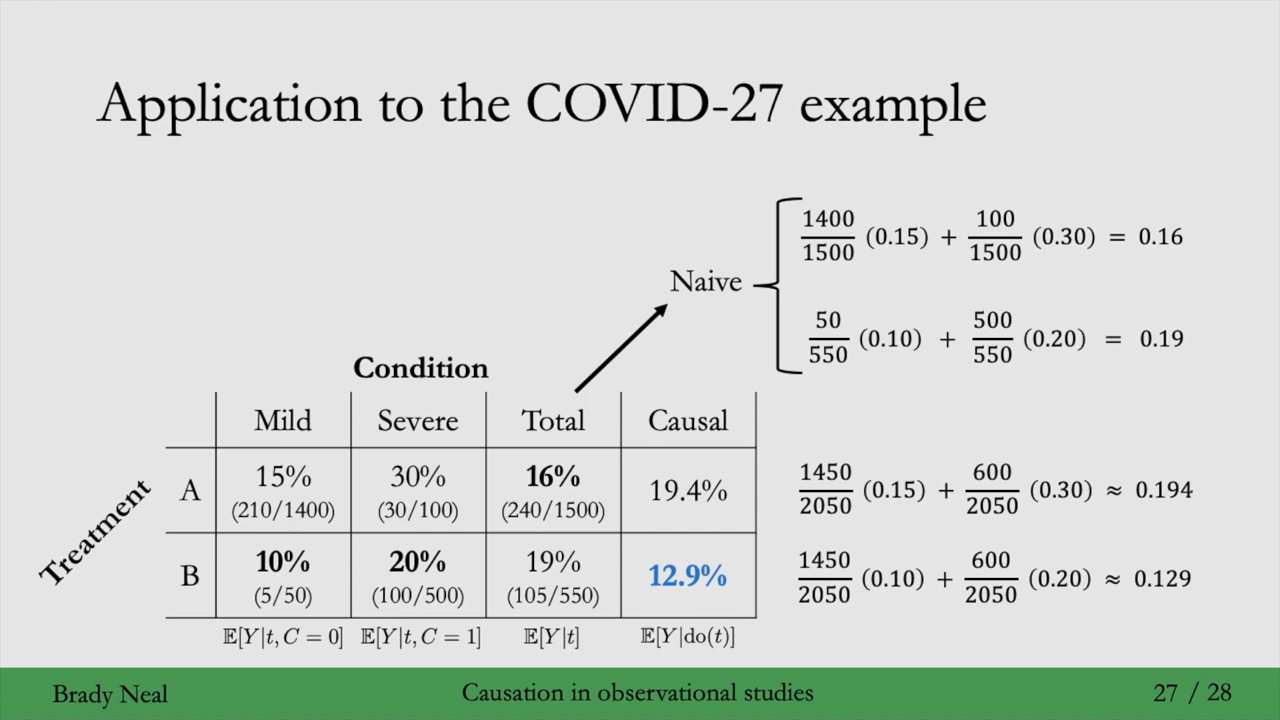 Application to the COVID-27 example
1400/1500 (0.15) + 100/1500 (0.30) = 0.16
Naive
50/550 (0.10) + 500/550 (0.20) = 0.19
Condition
Mild Severe Total Causal
Treatment
A 15% 30% 16% 19.4%
(210/1400) (30/100) (240/1500)
1450/2050 (0.15) + 600/2050 (0.30) ≈ 0.194
B 10% 20% 19% 12.9%
(5/50) (100/500) (105/550)
1450/2050 (0.10) + 600/2050 (0.20) ≈ 0.129
𝔼[Y|t, C = 0] 𝔼[Y|t, C = 1] 𝔼[Y|t] 𝔼[Y|do(t)]
Brady Neal Causation in observational studies 27 / 28